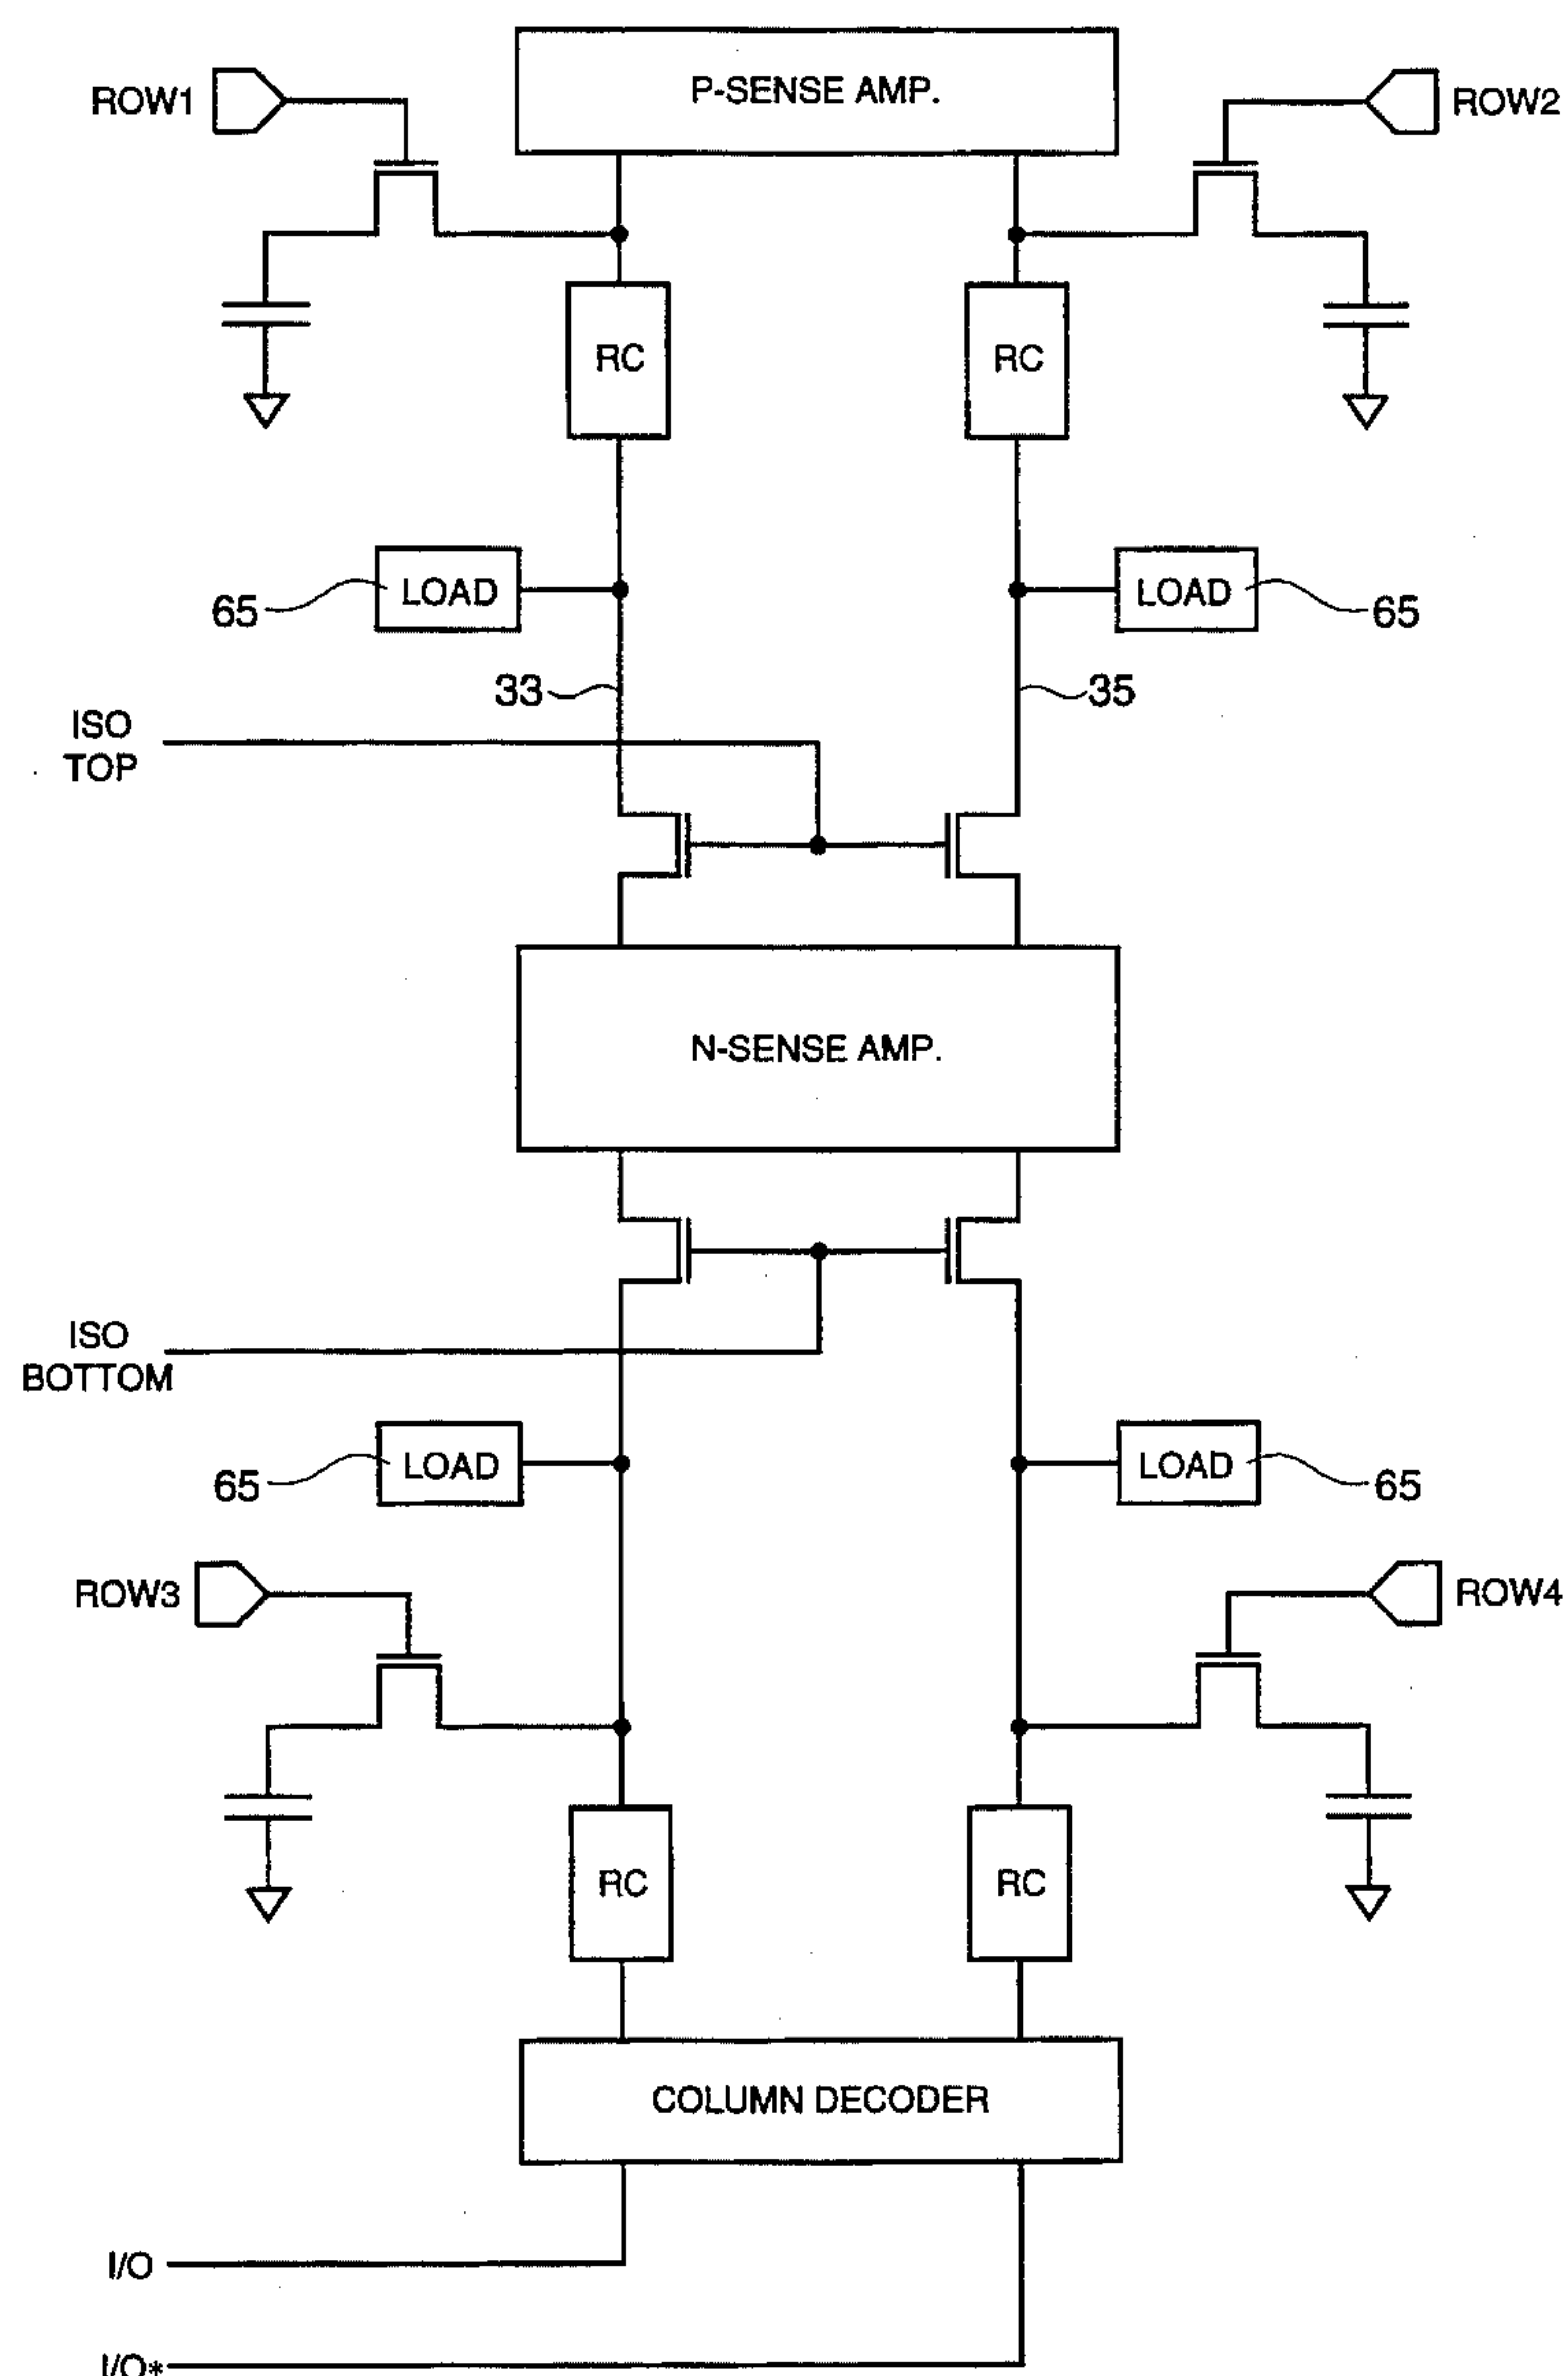 P-SENSE AMP.
ROW1
ROW2
RC
RC
LOAD
LOAD
65
65
33
35
ISO
TOP
N-SENSE AMP.
ISO
BOTTOM
LOAD
LOAD
65
65
ROW3
ROW4
RC
RC
COLUMN DECODER
I/O
I/O*